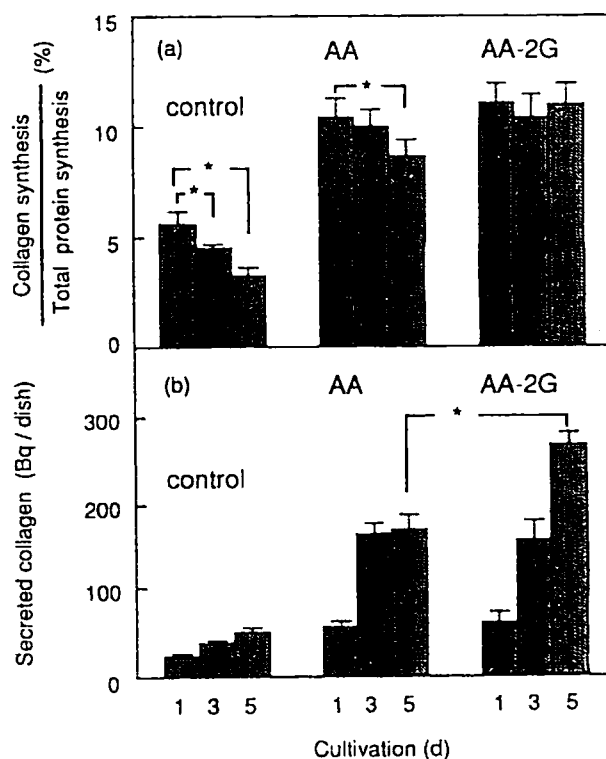 15
(a)
AA
AA-2G
control
*
*
*
10
5
0
Collagen synthesis
Total protein synthesis
(%)
(b)
AA
AA-2G
control
*
300
200
100
0
Secreted collagen (Bq / dish)
1 3 5 1 3 5 1 3 5
Cultivation (d)